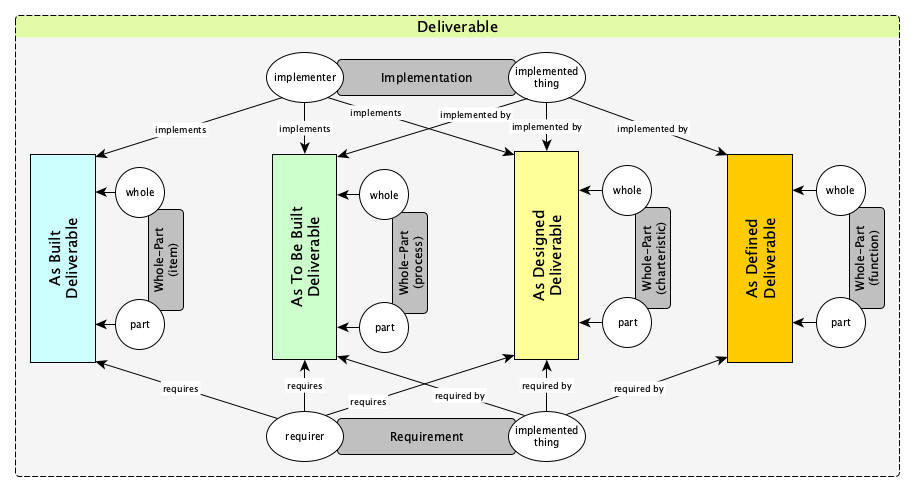 Deliverable
implementer
Implementation
implemented
thing
implements
implements
implements
implemented by
implemented by
implemented by
As Built
Deliverable
whole
Whole-Part
(item)
part
As To Be Built
Deliverable
whole
Whole-Part
(process)
part
As Designed
Deliverable
whole
Whole-Part
(charteristic)
part
As Defined
Deliverable
whole
Whole-Part
(function)
part
requires
requires
requires
required by
required by
required by
requirer
Requirement
implemented
thing